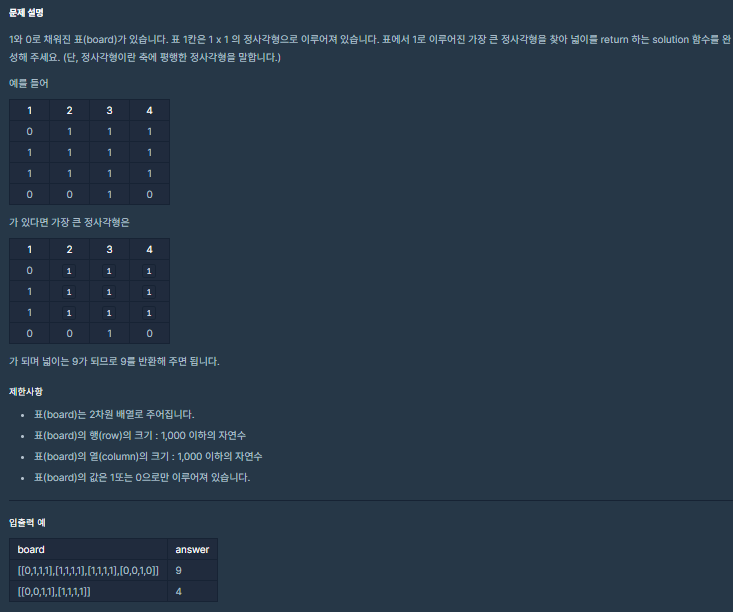 문제 설명
1와 0로 채워진 표(board)가 있습니다. 표 1칸은 1 x 1 의 정사각형으로 이루어져 있습니다. 표에서 1로 이루어진 가장 큰 정사각형을 찾아 넓이를 return 하는 solution 함수를 완
성해 주세요. (단, 정사각형이란 축에 평행한 정사각형을 말합니다.)
예를 들어
1 2 3 4
0 1 1 1
1 1 1 1
1 1 1 1
0 0 1 0
가 있다면 가장 큰 정사각형은
1 2 3 4
0 1 1 1
1 1 1 1
1 1 1 1
0 0 1 0
가 되며 넓이는 9가 되므로 9를 반환해 주면 됩니다.
제한사항
• 표(board)는 2차원 배열로 주어집니다.
• 표(board)의 행(row)의 크기 : 1,000 이하의 자연수
• 표(board)의 열(column)의 크기 : 1,000 이하의 자연수
• 표(board)의 값은 1또는 0으로만 이루어져 있습니다.
입출력 예
board answer
[[0,1,1,1],[1,1,1,1],[1,1,1,1],[0,0,1,0]] 9
[[0,0,1,1],[1,1,1,1]] 4